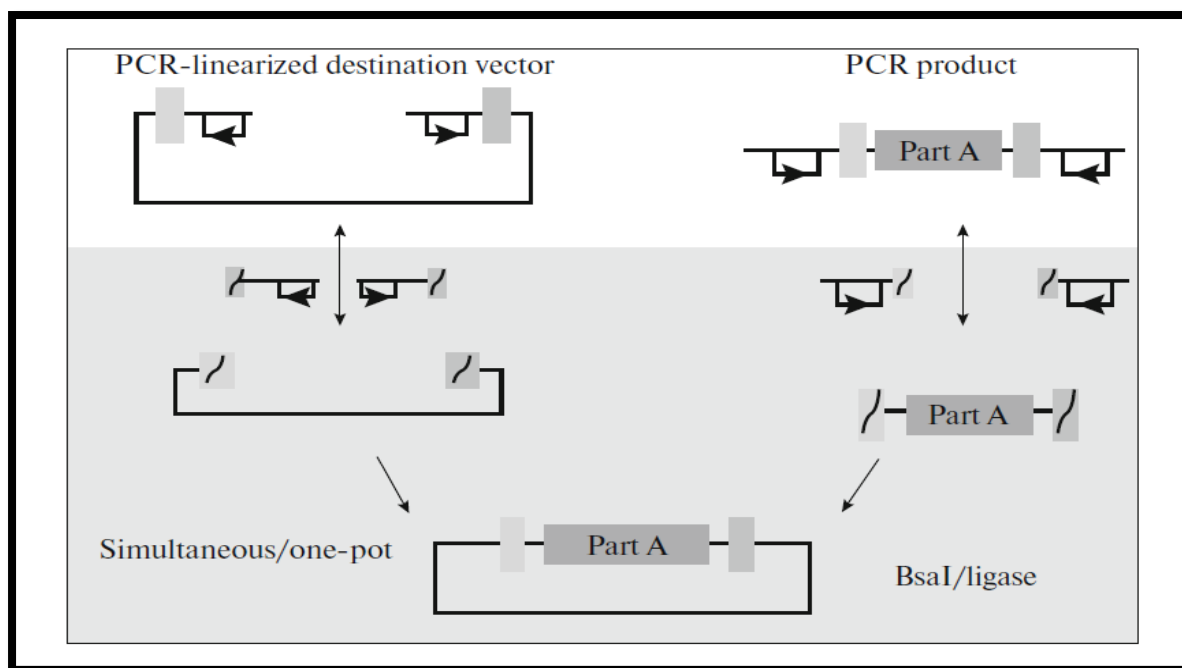 PCR-linearized destination vector
PCR product
Part A
Part A
Simultaneous/one-pot
Part A
BsaI/ligase